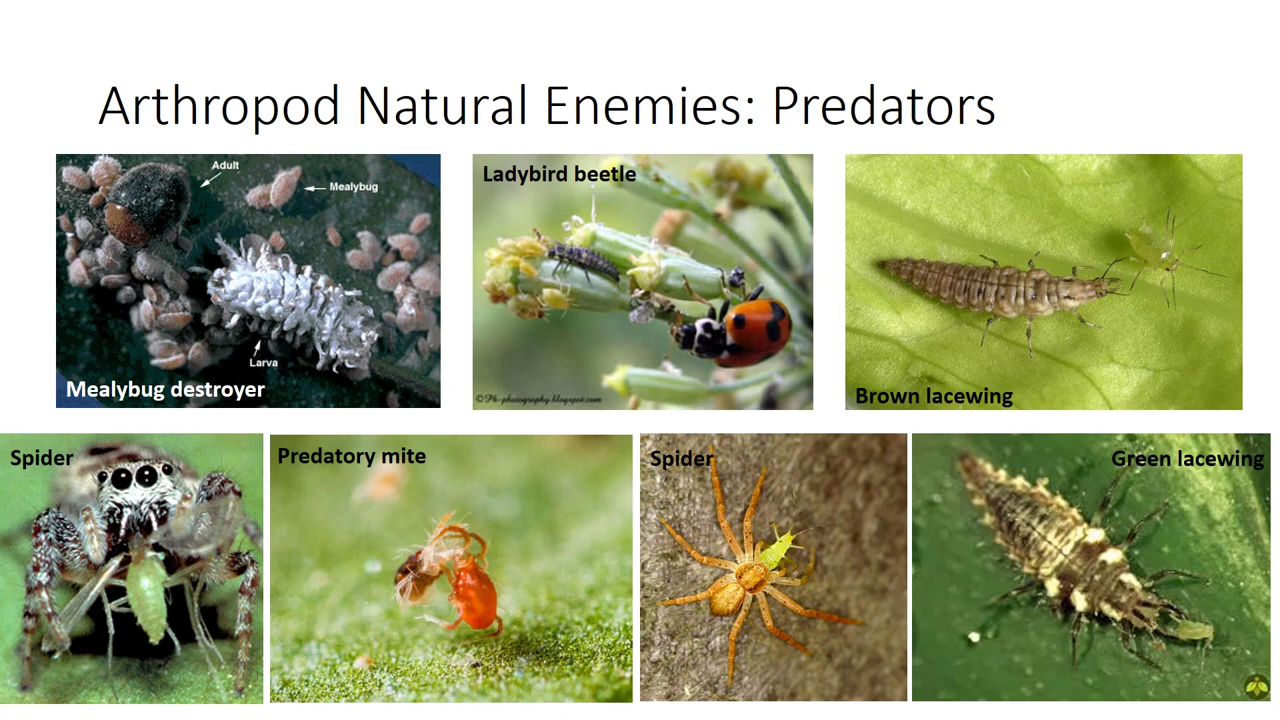 Arthropod Natural Enemies: Predators
Adult
Mealybug
Larva
Mealybug destroyer
Ladybird beetle
©Ph-photography.blogspot.com
Brown lacewing
Spider
Predatory mite
Spider
Green lacewing